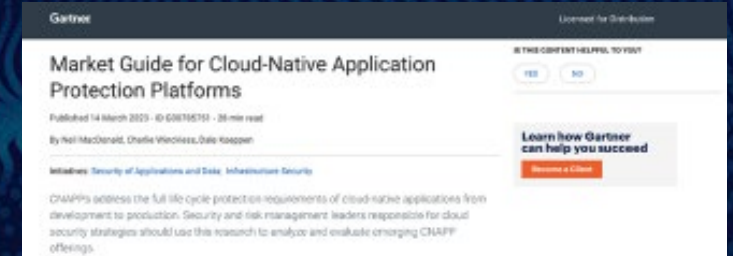 Gartner
Licensed for Distribution
Market Guide for Cloud-Native Application
Protection Platforms
Published 14 March 2023 - ID G00785751 - 26 min read
By Neil MacDonald, Charlie Winckless, Dale Koeppen
Initiatives: Security of Applications and Data; Infrastructure Security
CNAPPs address the full life cycle protection requirements of cloud-native applications from
development to production. Security and risk management leaders responsible for cloud
security strategies should use this research to analyze and evaluate emerging CNAPP
offerings.
IS THIS CONTENT HELPFUL TO YOU?
YES
NO
Learn how Gartner
can help you succeed
Become a Client